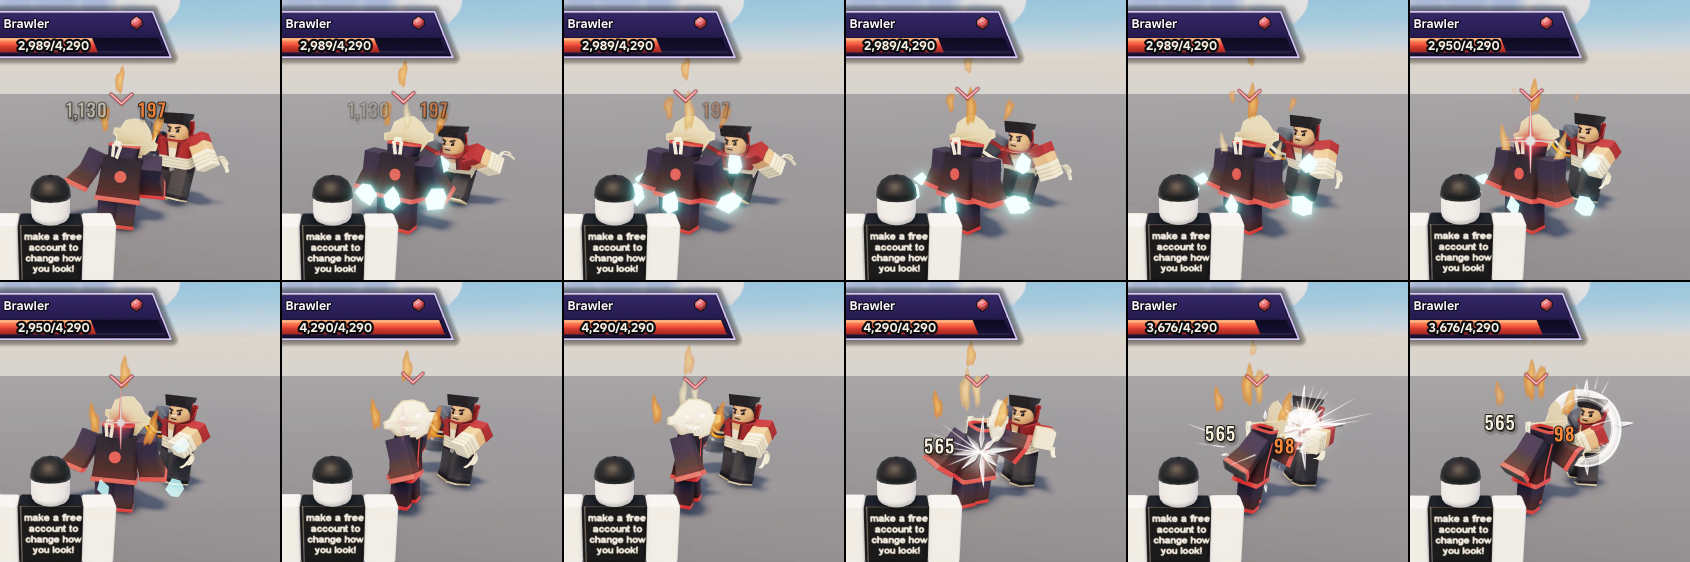 Brawler
2,989/4,290
1,130 197
make a free
account to
change how
you look!
Brawler
2,989/4,290
1,130 197
make a free
account to
change how
you look!
Brawler
2,989/4,290
197
make a free
account to
change how
you look!
Brawler
2,989/4,290
make a free
account to
change how
you look!
Brawler
2,989/4,290
make a free
account to
change how
you look!
Brawler
2,950/4,290
make a free
account to
change how
you look!
Brawler
2,950/4,290
make a free
account to
change how
you look!
Brawler
4,290/4,290
make a free
account to
change how
you look!
Brawler
4,290/4,290
make a free
account to
change how
you look!
Brawler
4,290/4,290
565
make a free
account to
change how
you look!
Brawler
3,676/4,290
565
98
make a free
account to
change how
you look!
Brawler
3,676/4,290
565
98
make a free
account to
change how
you look!